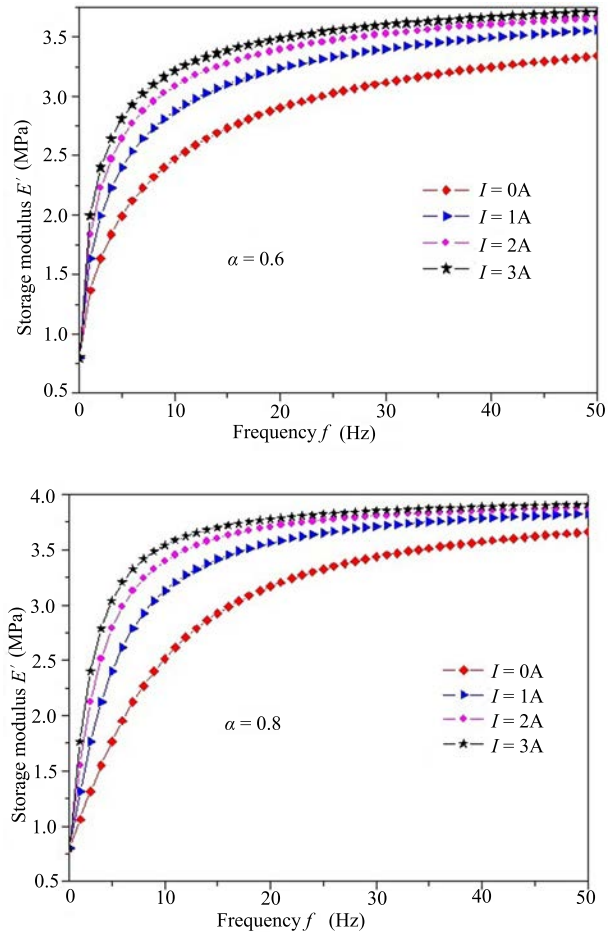 3.5
3.0
2.5
2.0
1.5
1.0
0.5
Storage modulus E′ (MPa)
I = 0A
I = 1A
I = 2A
I = 3A
α = 0.6
0 10 20 30 40 50
Frequency f (Hz)
4.0
3.5
3.0
2.5
2.0
1.5
1.0
0.5
Storage modulus E′ (MPa)
I = 0A
I = 1A
I = 2A
I = 3A
α = 0.8
0 10 20 30 40 50
Frequency f (Hz)